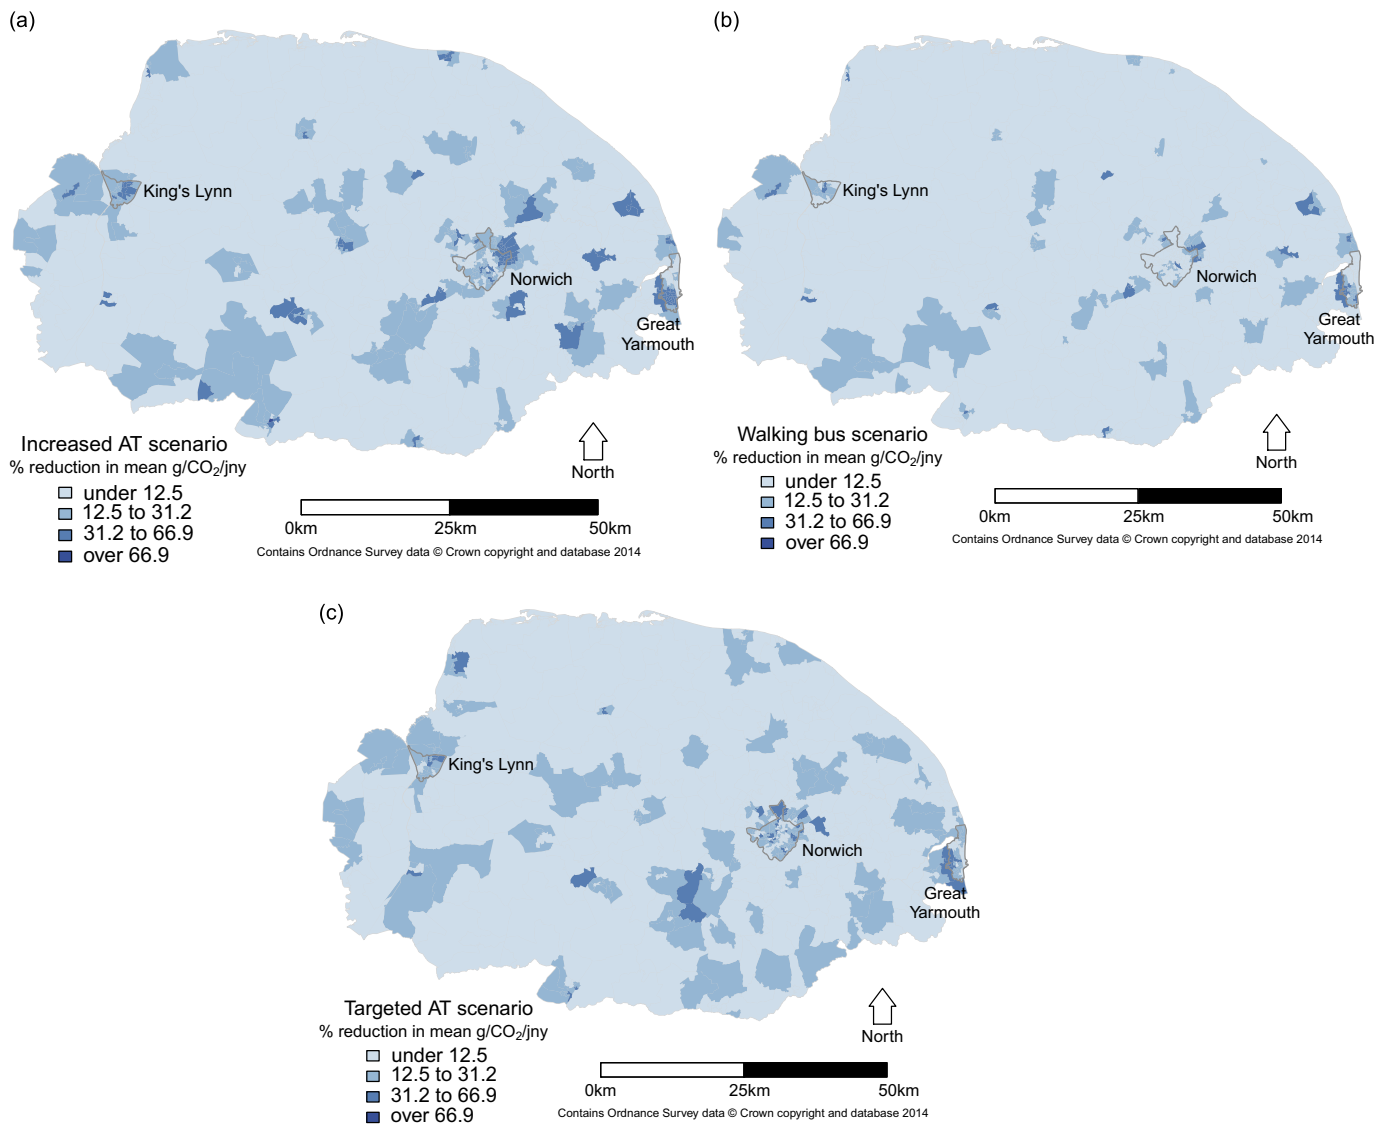 (a)
King's Lynn
Norwich
Great
Yarmouth
Increased AT scenario
% reduction in mean g/CO₂/jny
under 12.5
12.5 to 31.2
31.2 to 66.9
over 66.9
North
0km 25km 50km
Contains Ordnance Survey data © Crown copyright and database 2014
(b)
King's Lynn
Norwich
Great
Yarmouth
Walking bus scenario
% reduction in mean g/CO₂/jny
under 12.5
12.5 to 31.2
31.2 to 66.9
over 66.9
North
0km 25km 50km
Contains Ordnance Survey data © Crown copyright and database 2014
(c)
King's Lynn
Norwich
Great
Yarmouth
Targeted AT scenario
% reduction in mean g/CO₂/jny
under 12.5
12.5 to 31.2
31.2 to 66.9
over 66.9
North
0km 25km 50km
Contains Ordnance Survey data © Crown copyright and database 2014